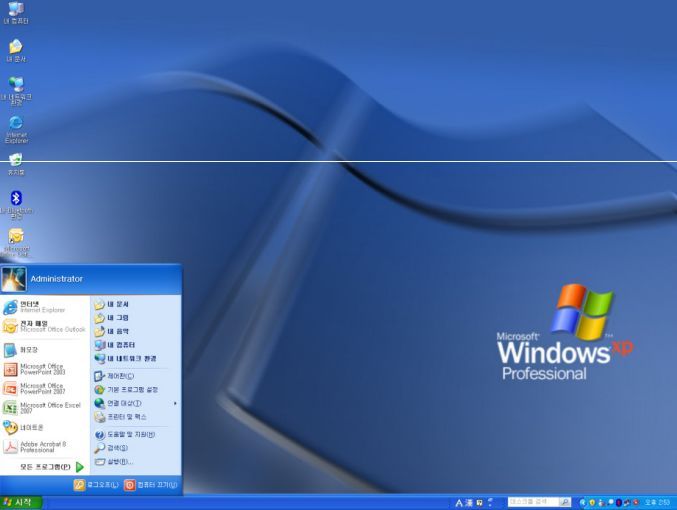 내 컴퓨터
내 문서
내 네트워크
환경
Internet
Explorer
휴지통
내 Bluetooth
환경
Microsoft
Administrator
인터넷
Internet Explorer
전자 메일
Microsoft Office Outlook
메모장
Microsoft Office
PowerPoint 2003
Microsoft Office
PowerPoint 2007
Microsoft Office Excel
2007
네이트온
Adobe Acrobat 8
Professional
모든 프로그램(P)
내 문서
내 그림
내 음악
내 컴퓨터
내 네트워크 환경
제어판(C)
기본 프로그램 설정
연결 대상(T)
프린터 및 팩스
도움말 및 지원(H)
검색(S)
실행(R)...
로그오프(L)
컴퓨터 끄기(U)
Microsoft
Windows xp
Professional
시작
A 漢
데스크톱 검색
오후 2:53